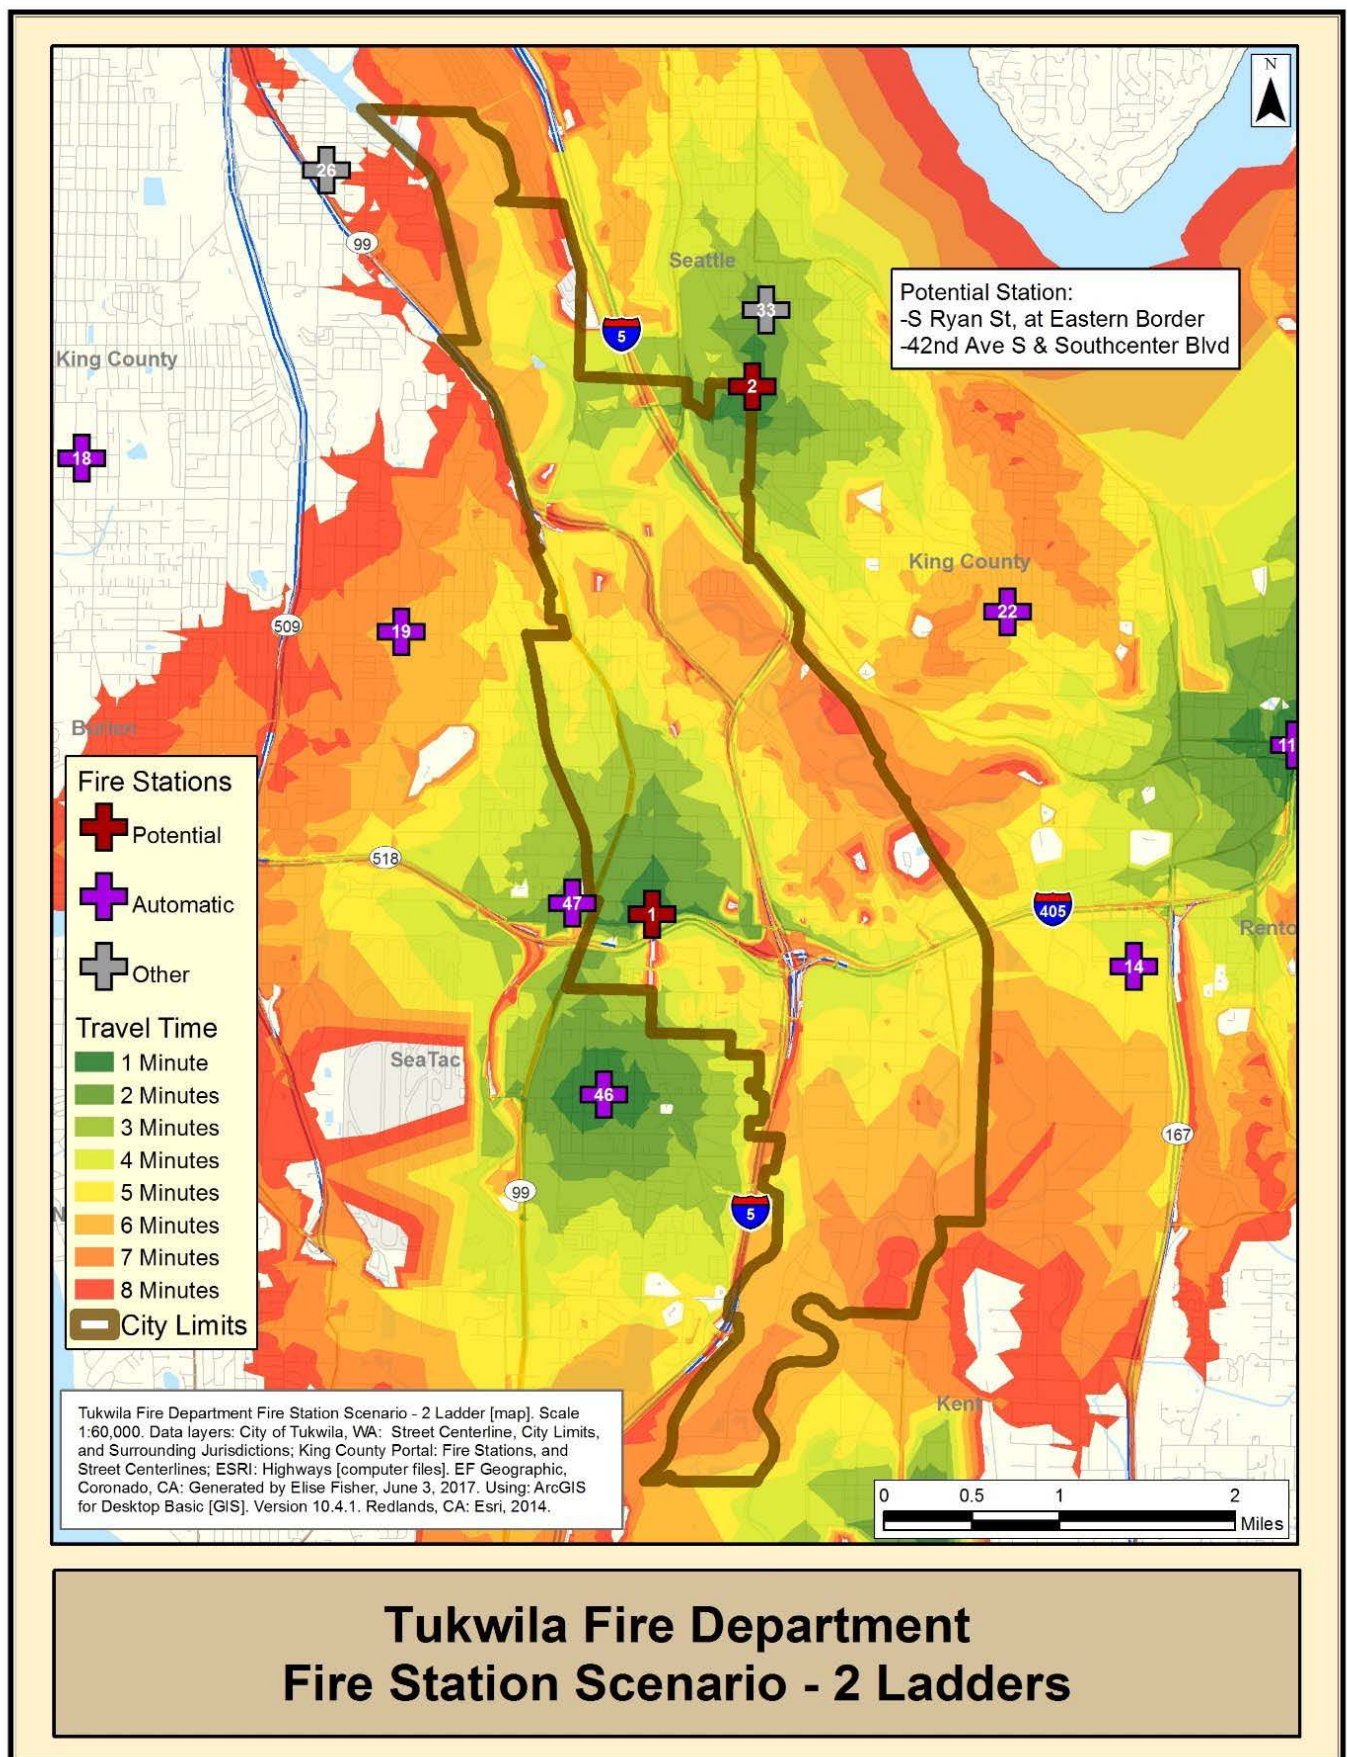 N
26
99
Seattle
33
5
Potential Station:
-S Ryan St, at Eastern Border
-42nd Ave S & Southcenter Blvd
King County
2
18
King County
22
509
19
Burien
11
Fire Stations
Potential
Automatic
Other
Travel Time
1 Minute
2 Minutes
3 Minutes
4 Minutes
5 Minutes
6 Minutes
7 Minutes
8 Minutes
City Limits
518
47
1
405
Rento
14
SeaTac
46
167
99
5
N
Kent
Tukwila Fire Department Fire Station Scenario - 2 Ladder [map]. Scale
1:60,000. Data layers: City of Tukwila, WA: Street Centerline, City Limits,
and Surrounding Jurisdictions; King County Portal: Fire Stations, and
Street Centerlines; ESRI: Highways [computer files]. EF Geographic,
Coronado, CA: Generated by Elise Fisher, June 3, 2017. Using: ArcGIS
for Desktop Basic [GIS]. Version 10.4.1. Redlands, CA: Esri, 2014.
0 0.5 1 2
Miles
Tukwila Fire Department
Fire Station Scenario - 2 Ladders